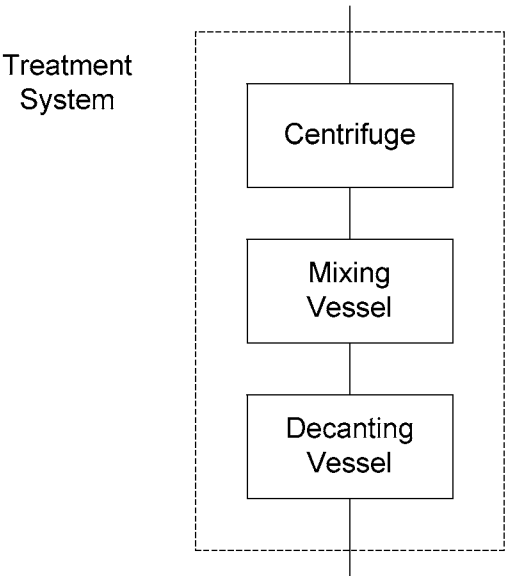 Treatment
System
Centrifuge
Mixing
Vessel
Decanting
Vessel